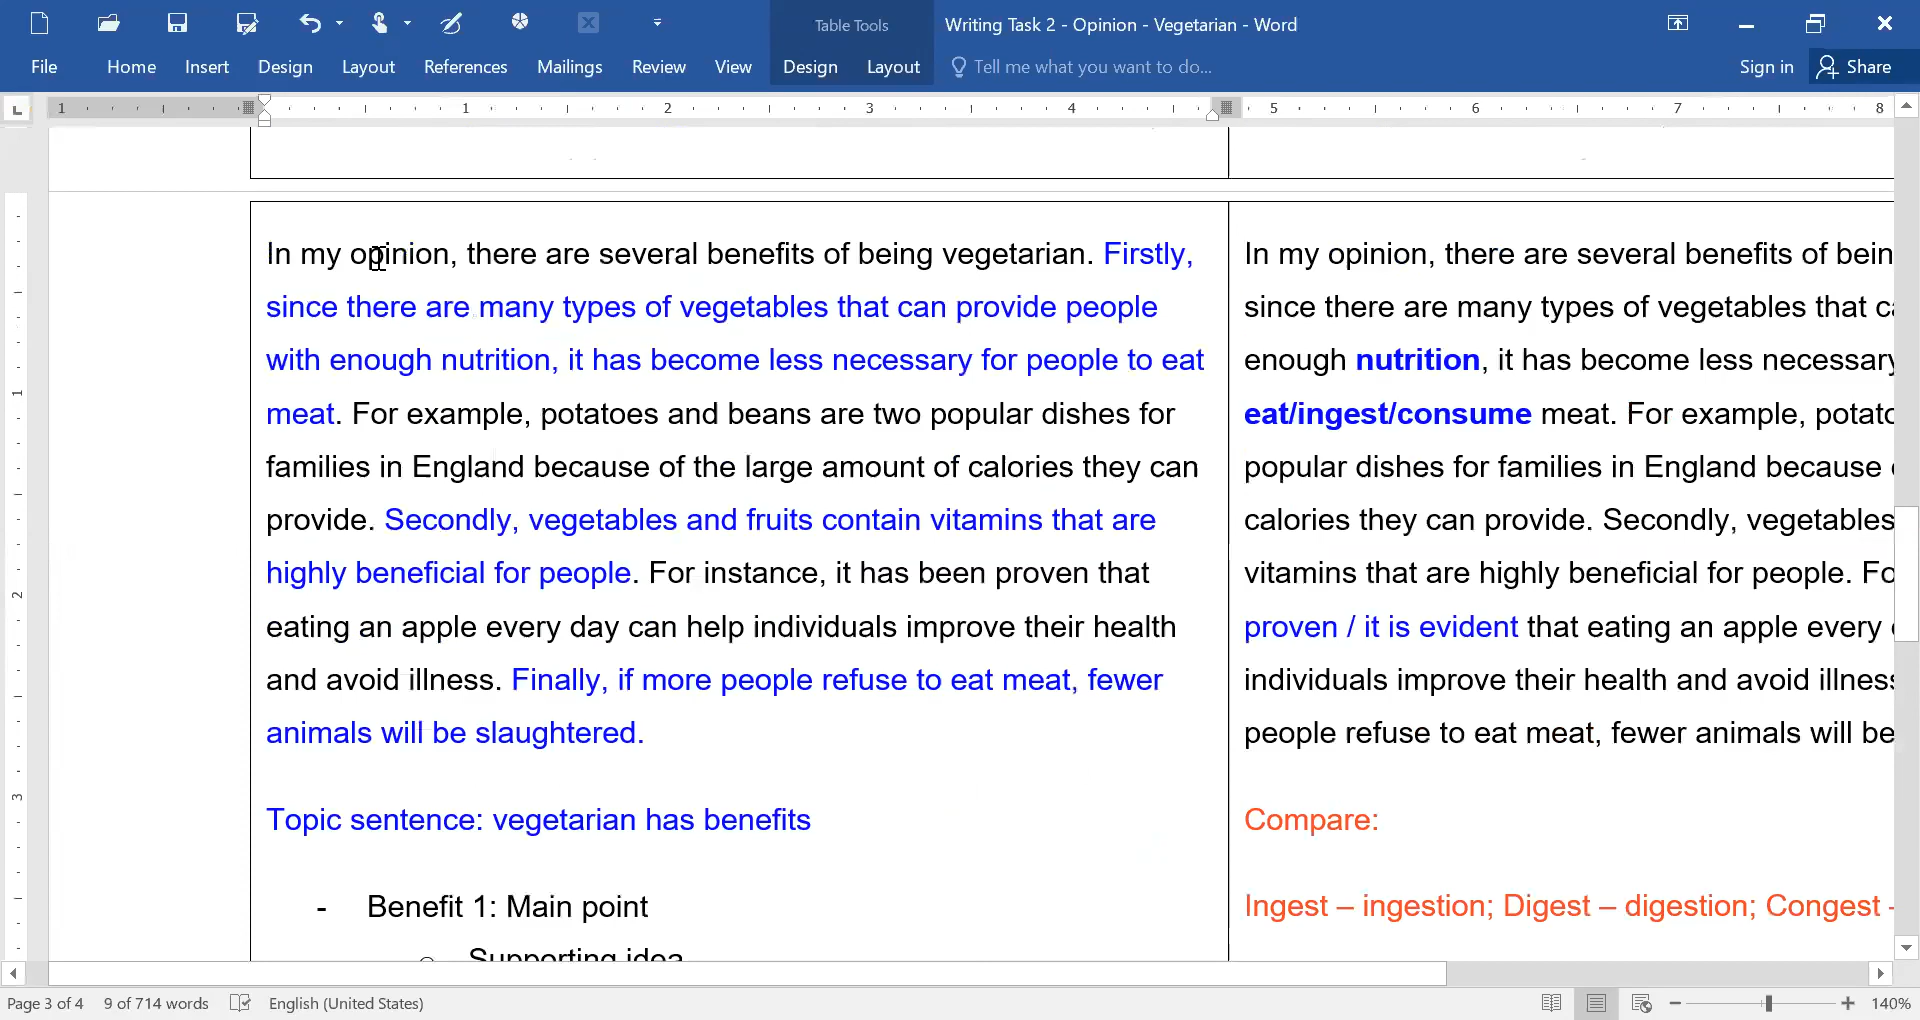 Table Tools
Writing Task 2 - Opinion - Vegetarian - Word
File Home Insert Design Layout References Mailings Review View Design Layout Tell me what you want to do... Sign in Share
1 1 2 3 4 5 6 7 8
In my opinion, there are several benefits of being vegetarian. Firstly,
since there are many types of vegetables that can provide people
with enough nutrition, it has become less necessary for people to eat
meat. For example, potatoes and beans are two popular dishes for
families in England because of the large amount of calories they can
provide. Secondly, vegetables and fruits contain vitamins that are
highly beneficial for people. For instance, it has been proven that
eating an apple every day can help individuals improve their health
and avoid illness. Finally, if more people refuse to eat meat, fewer
animals will be slaughtered.
Topic sentence: vegetarian has benefits
- Benefit 1: Main point
o Supporting idea
In my opinion, there are several benefits of bein
since there are many types of vegetables that ca
enough nutrition, it has become less necessary
eat/ingest/consume meat. For example, potato
popular dishes for families in England because
calories they can provide. Secondly, vegetables
vitamins that are highly beneficial for people. Fo
proven / it is evident that eating an apple every
individuals improve their health and avoid illness
people refuse to eat meat, fewer animals will be
Compare:
Ingest – ingestion; Digest – digestion; Congest -
1
2
3
Page 3 of 4 9 of 714 words English (United States) 140%